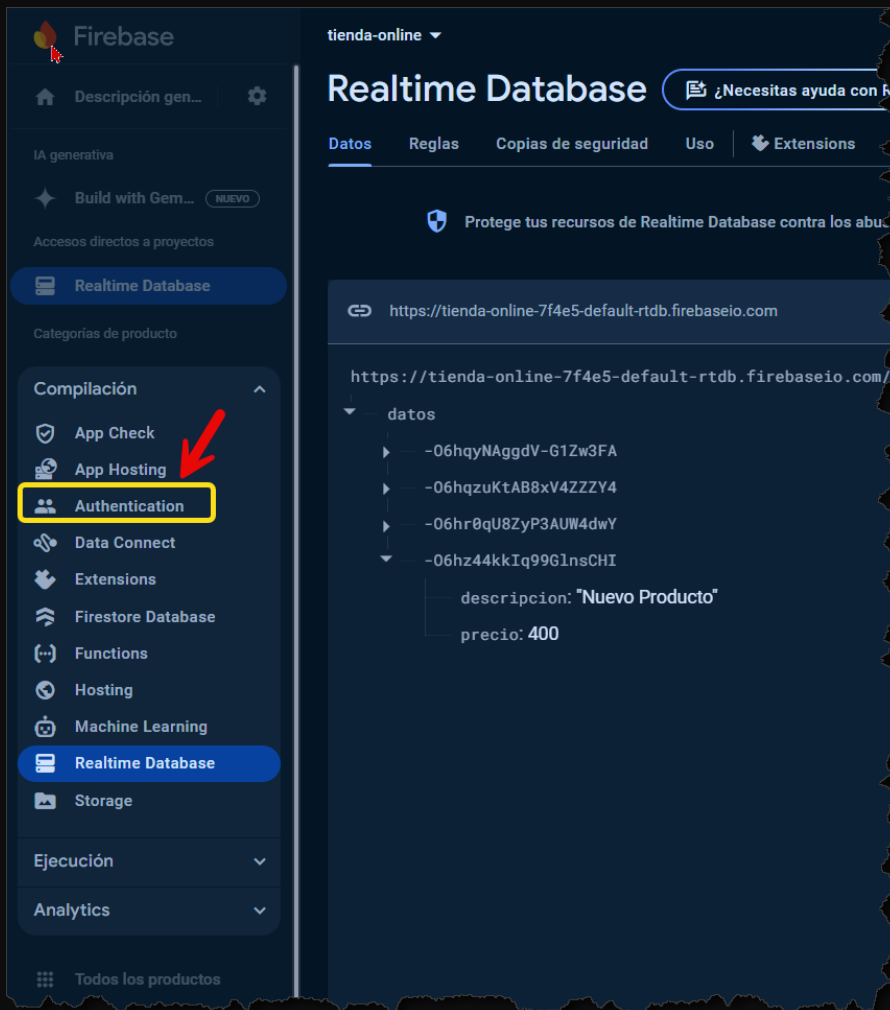 Firebase
Descripción gen...
IA generativa
Build with Gem... NUEVO
Accesos directos a proyectos
Realtime Database
Categorías de producto
Compilación
App Check
App Hosting
Authentication
Data Connect
Extensions
Firestore Database
Functions
Hosting
Machine Learning
Realtime Database
Storage
Ejecución
Analytics
Todos los productos
tienda-online
Realtime Database
¿Necesitas ayuda con R
Datos Reglas Copias de seguridad Uso Extensions
Protege tus recursos de Realtime Database contra los abu
https://tienda-online-7f4e5-default-rtdb.firebaseio.com
https://tienda-online-7f4e5-default-rtdb.firebaseio.com/
datos
-O6hqyNAggdV-G1Zw3FA
-O6hqzuKtAB8xV4ZZZY4
-O6hr0qU8ZyP3AUW4dwY
-O6hz44kkIq99GlnsCHI
descripcion: "Nuevo Producto"
precio: 400